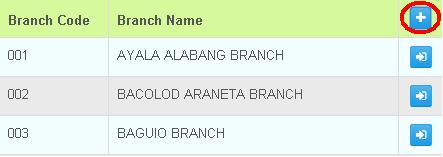 Branch Code Branch Name
001 AYALA ALABANG BRANCH
002 BACOLOD ARANETA BRANCH
003 BAGUIO BRANCH